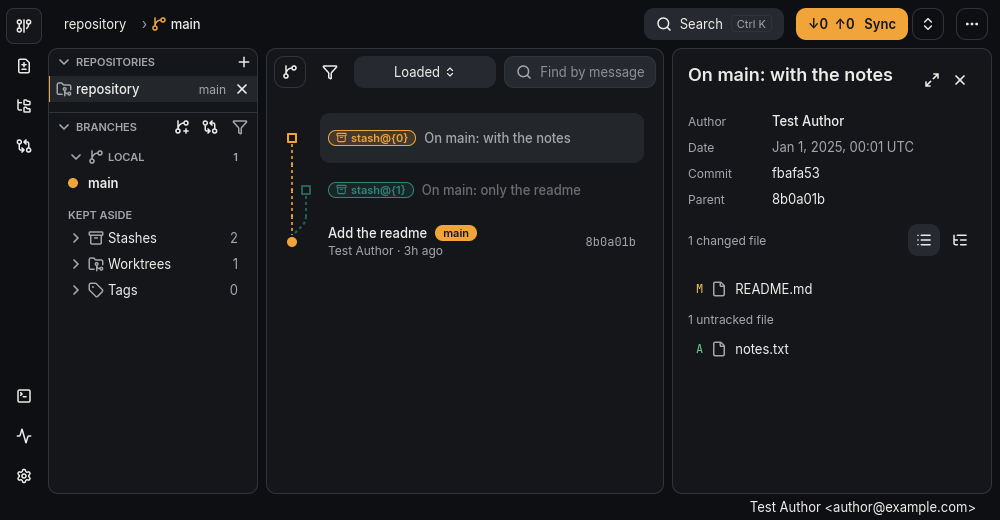 repository › main
Search Ctrl K
↓0 ↑0 Sync
REPOSITORIES
repository main
BRANCHES
LOCAL 1
main
KEPT ASIDE
Stashes 2
Worktrees 1
Tags 0
Loaded
Find by message
stash@{0} On main: with the notes
stash@{1} On main: only the readme
Add the readme main
Test Author · 3h ago
8b0a01b
On main: with the notes
Author Test Author
Date Jan 1, 2025, 00:01 UTC
Commit fbafa53
Parent 8b0a01b
1 changed file
M README.md
1 untracked file
A notes.txt
Test Author <author@example.com>